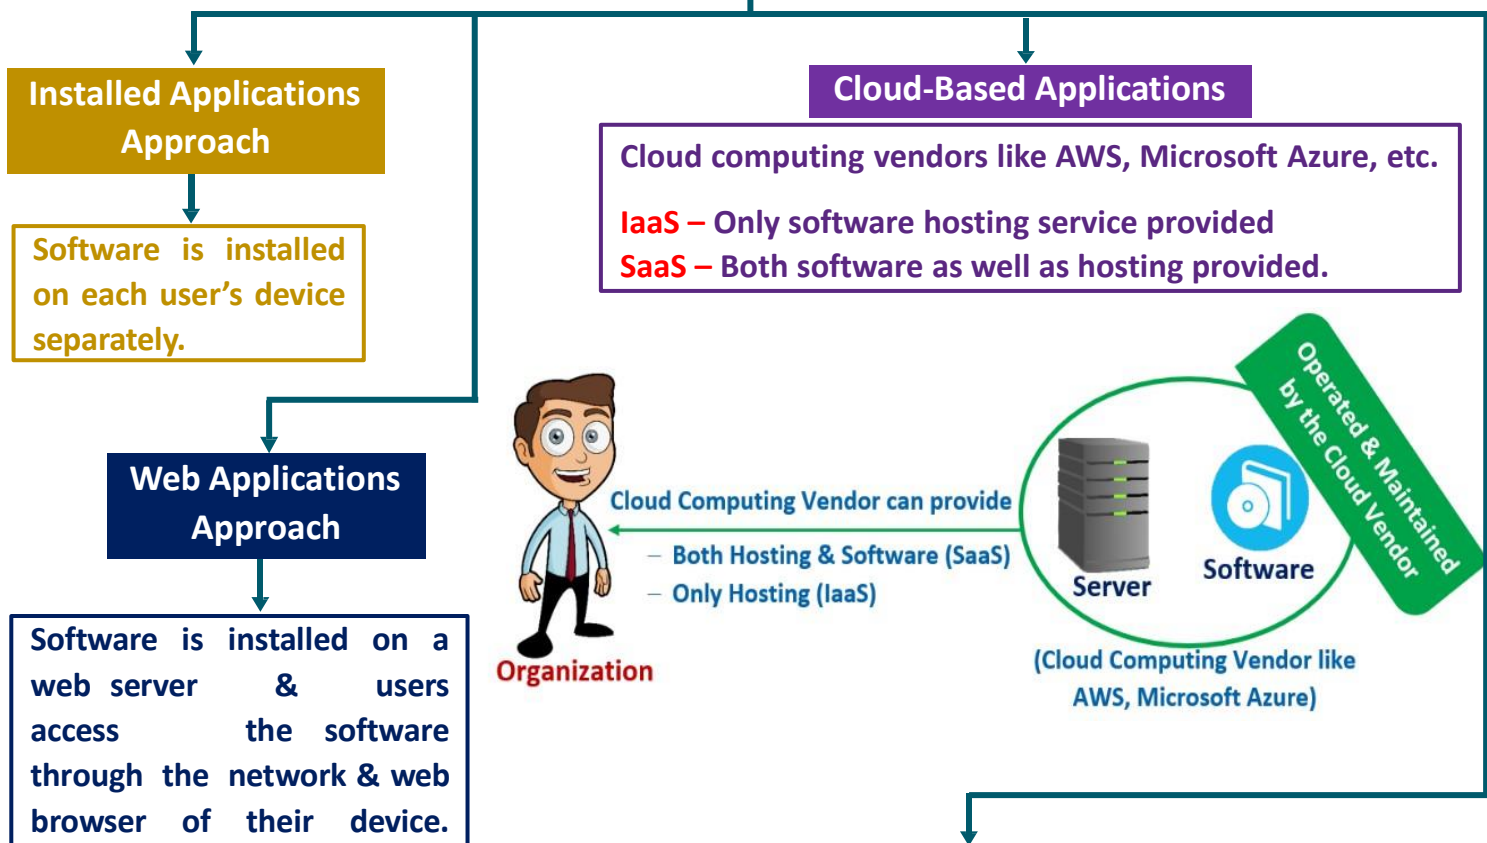 Installed Applications
Approach
Software is installed
on each user’s device
separately.
Web Applications
Approach
Software is installed on a
web server & users
access the software
through the network & web
browser of their device.
Cloud-Based Applications
Cloud computing vendors like AWS, Microsoft Azure, etc.
IaaS – Only software hosting service provided
SaaS – Both software as well as hosting provided.
Organization
Cloud Computing Vendor can provide
– Both Hosting & Software (SaaS)
– Only Hosting (IaaS)
Server
Software
Operated & Maintained
by the Cloud Vendor
(Cloud Computing Vendor like
AWS, Microsoft Azure)